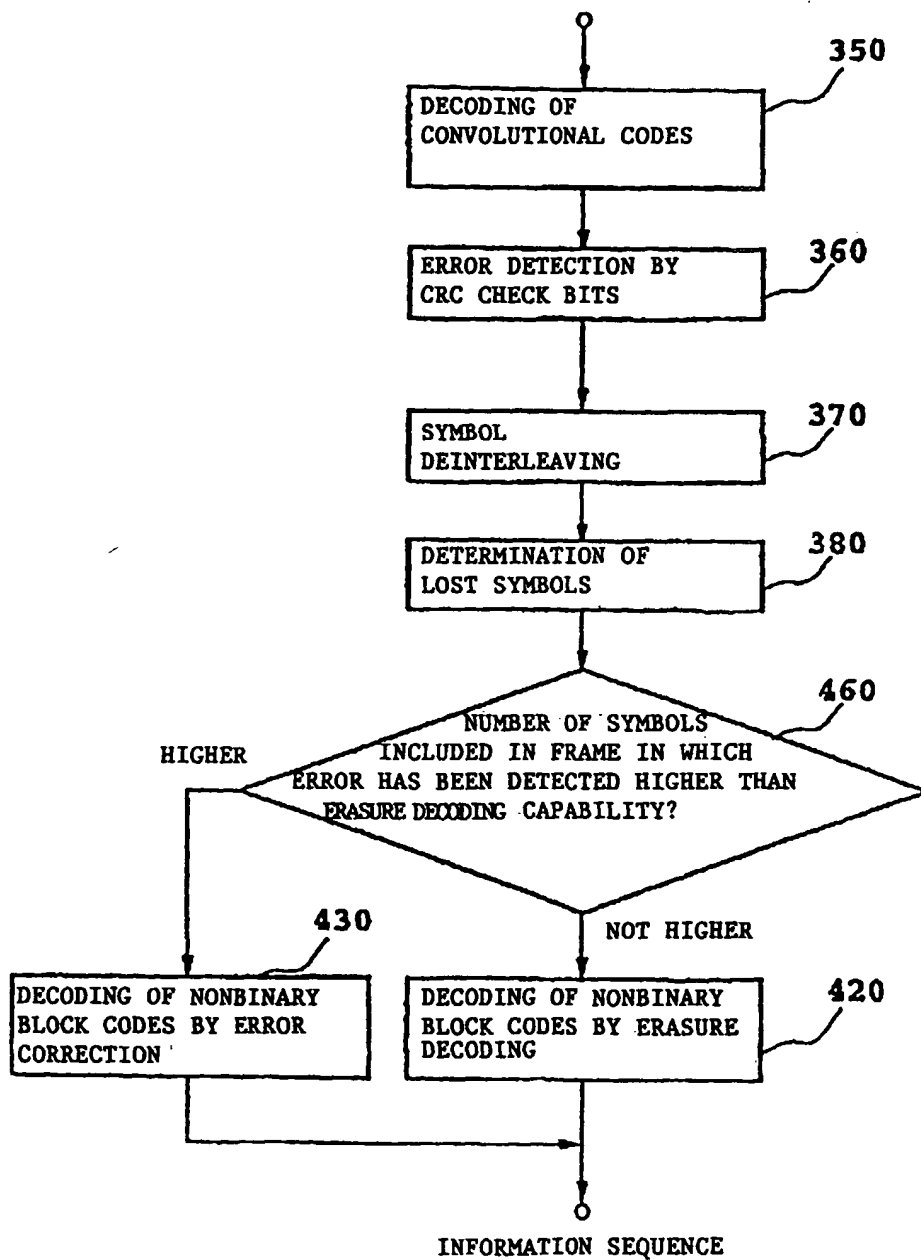 350
DECODING OF
CONVOLUTIONAL CODES
360
ERROR DETECTION BY
CRC CHECK BITS
370
SYMBOL
DEINTERLEAVING
380
DETERMINATION OF
LOST SYMBOLS
460
NUMBER OF SYMBOLS
INCLUDED IN FRAME IN WHICH
ERROR HAS BEEN DETECTED HIGHER THAN
ERASURE DECODING CAPABILITY?
HIGHER
NOT HIGHER
430
DECODING OF NONBINARY
BLOCK CODES BY ERROR
CORRECTION
420
DECODING OF NONBINARY
BLOCK CODES BY ERASURE
DECODING
INFORMATION SEQUENCE